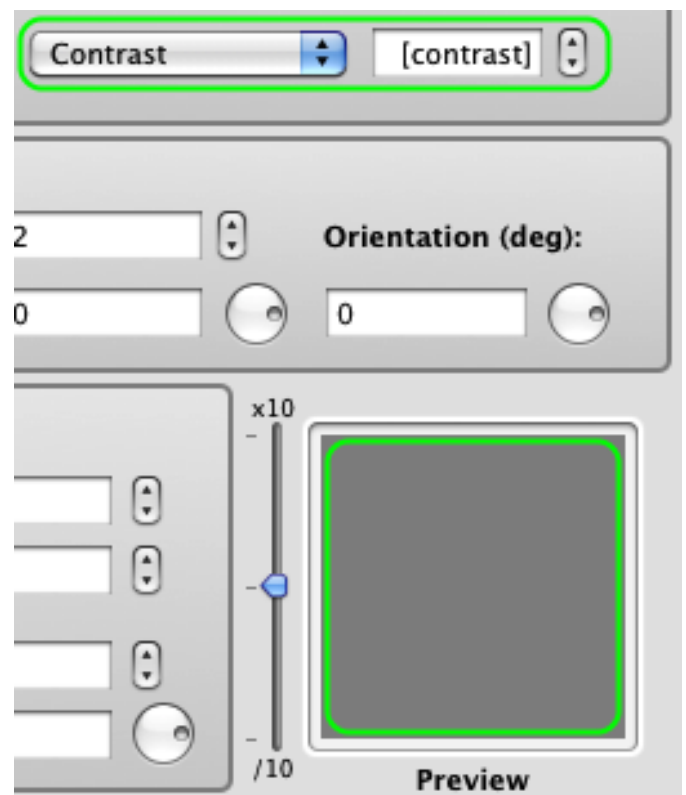 Contrast [contrast]
2 Orientation (deg):
0 0
x10
/10
Preview